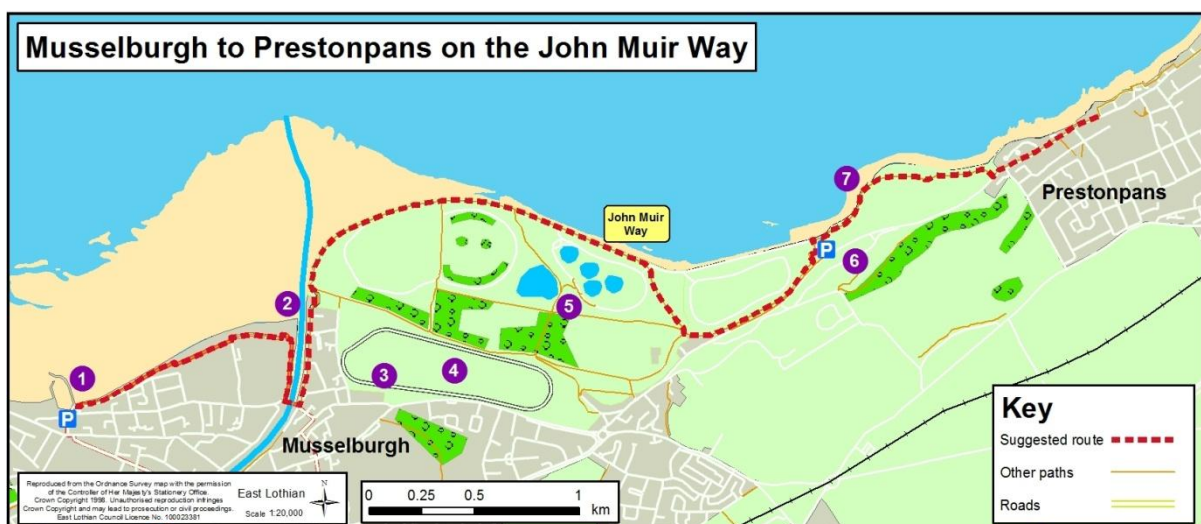 Musselburgh to Prestonpans on the John Muir Way
7
Prestonpans
John Muir
Way
P
6
2
5
1
3
4
P
Musselburgh
Key
Suggested route
Other paths
Roads
Reproduced from the Ordnance Survey map with the permission
of the Controller of Her Majesty's Stationery Office.
Crown Copyright 1998. Unauthorised reproduction infringes
Crown Copyright and may lead to prosecution or civil proceedings.
East Lothian Council Licence No. 100023381
East Lothian
Scale 1:20,000
N
0 0.25 0.5 1
km